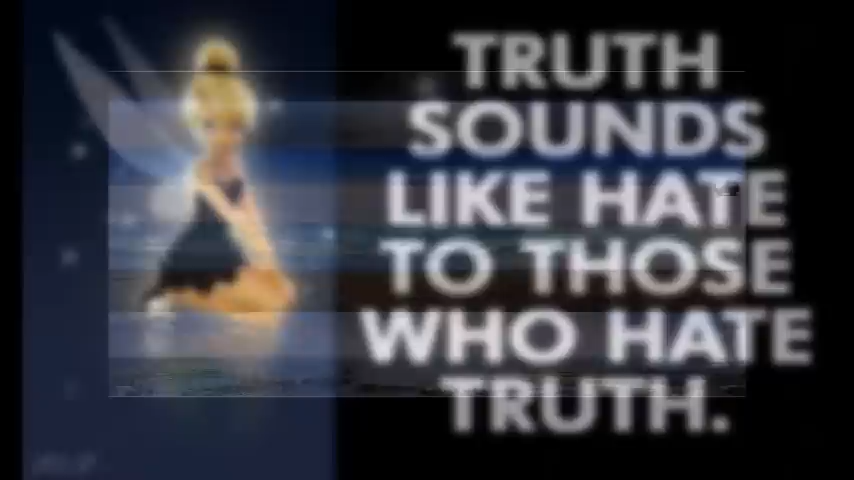 TRUTH
SOUNDS
LIKE HATE
TO THOSE
WHO HATE
TRUTH.